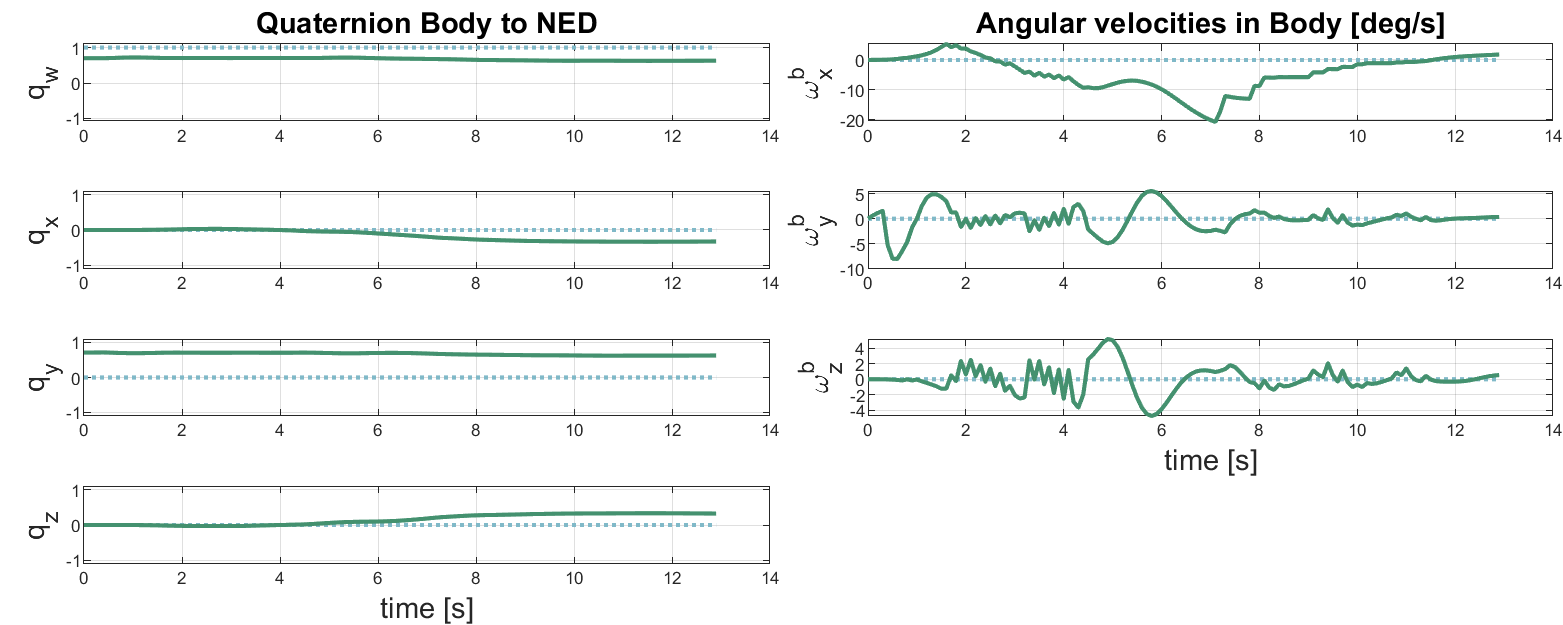 Quaternion Body to NED
q_w
1
0
-1
0 2 4 6 8 10 12 14
q_x
1
0
-1
0 2 4 6 8 10 12 14
q_y
1
0
-1
0 2 4 6 8 10 12 14
q_z
1
0
-1
0 2 4 6 8 10 12 14
time [s]
Angular velocities in Body [deg/s]
ω_x^b
0
-10
-20
0 2 4 6 8 10 12 14
ω_y^b
5
0
-5
-10
0 2 4 6 8 10 12 14
ω_z^b
4
2
0
-2
-4
0 2 4 6 8 10 12 14
time [s]